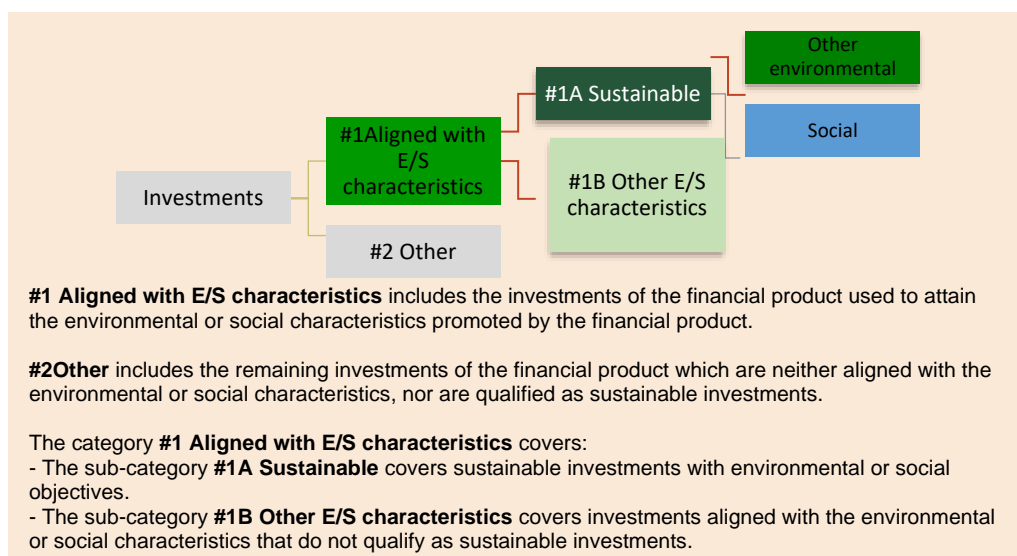 Other
environmental
#1A Sustainable
Social
#1Aligned with
E/S
characteristics
#1B Other E/S
characteristics
Investments
#2 Other
#1 Aligned with E/S characteristics includes the investments of the financial product used to attain
the environmental or social characteristics promoted by the financial product.
#2Other includes the remaining investments of the financial product which are neither aligned with the
environmental or social characteristics, nor are qualified as sustainable investments.
The category #1 Aligned with E/S characteristics covers:
- The sub-category #1A Sustainable covers sustainable investments with environmental or social
objectives.
- The sub-category #1B Other E/S characteristics covers investments aligned with the environmental
or social characteristics that do not qualify as sustainable investments.